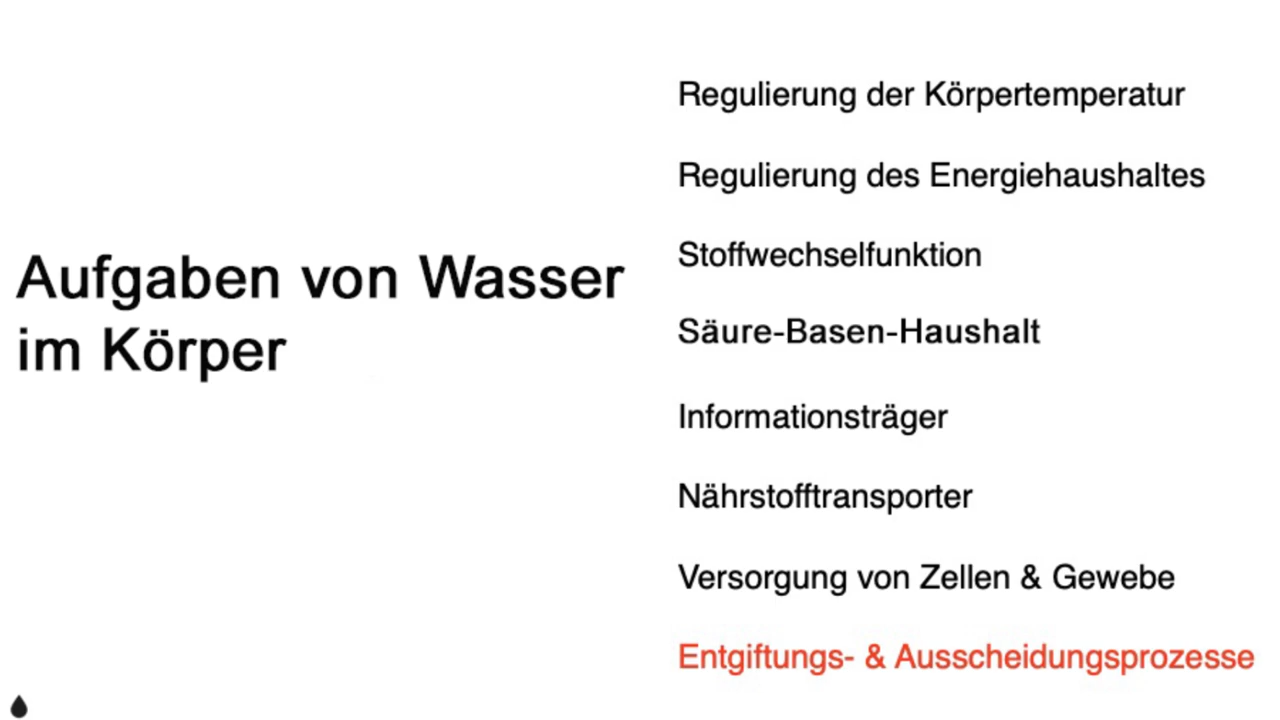 Aufgaben von Wasser
im Körper
Regulierung der Körpertemperatur
Regulierung des Energiehaushaltes
Stoffwechselfunktion
Säure-Basen-Haushalt
Informationsträger
Nährstofftransporter
Versorgung von Zellen & Gewebe
Entgiftungs- & Ausscheidungsprozesse